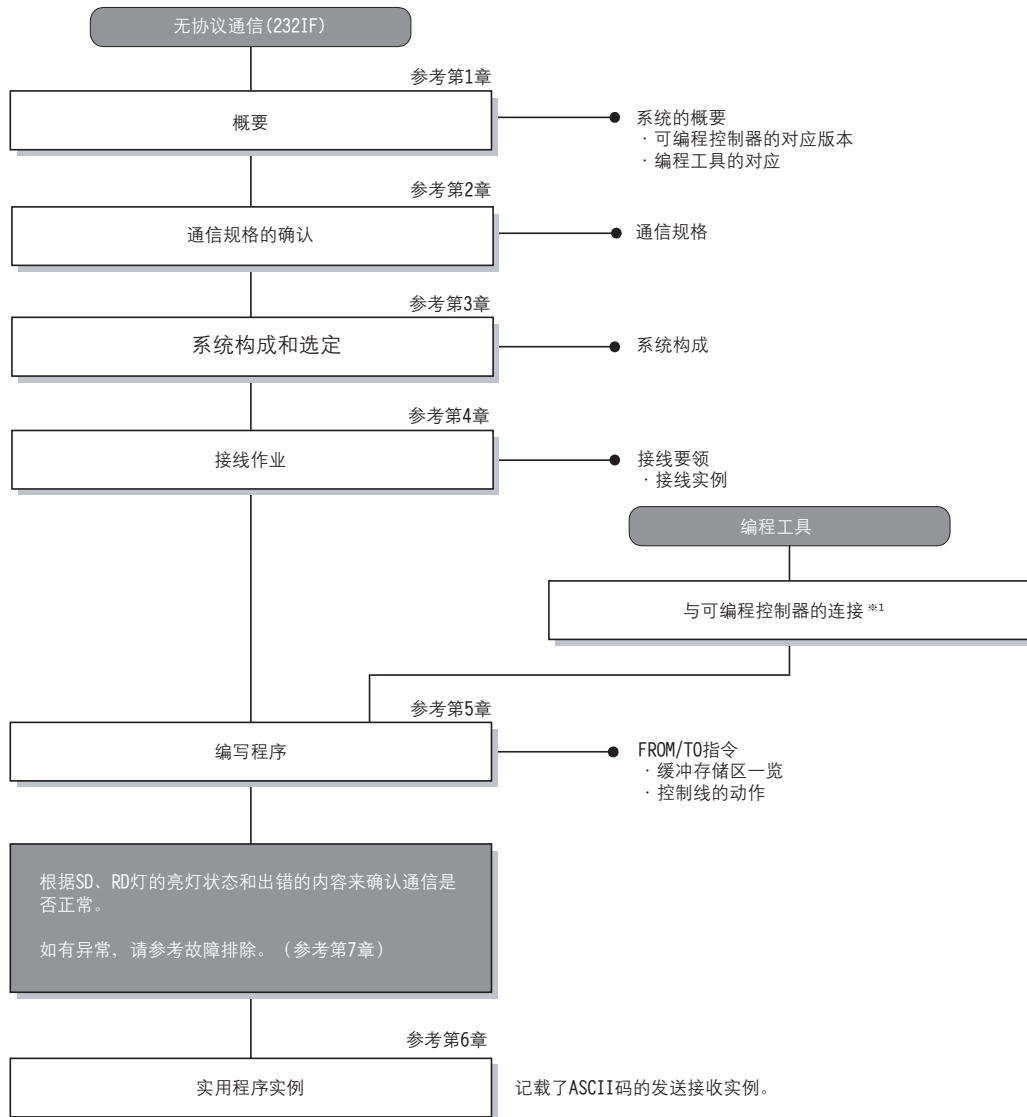 无协议通信(232IF)
参考第1章
概要
系统的概要
·可编程控制器的对应版本
·编程工具的对应
参考第2章
通信规格的确认
通信规格
参考第3章
系统构成和选定
系统构成
参考第4章
接线作业
接线要领
·接线实例
编程工具
与可编程控制器的连接 ※1
参考第5章
编写程序
FROM/TO指令
·缓冲存储区一览
·控制线的动作
根据SD、RD灯的亮灯状态和出错的内容来确认通信是
否正常。
如有异常，请参考故障排除。（参考第7章）
参考第6章
实用程序实例
记载了ASCII码的发送接收实例。